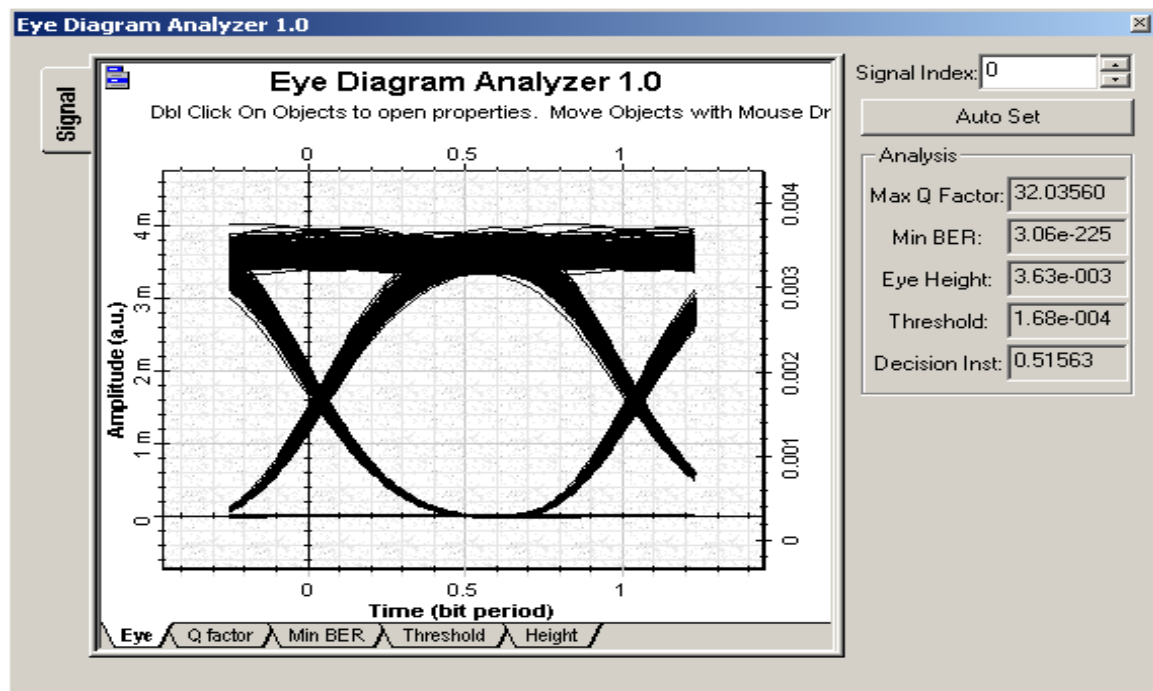 Eye Diagram Analyzer 1.0
Signal
Eye Diagram Analyzer 1.0
Dbl Click On Objects to open properties. Move Objects with Mouse Dr
0 0.5 1
Amplitude (a.u.)
4 m
3 m
2 m
1 m
0
0.004
0.003
0.002
0.001
0
0 0.5 1
Time (bit period)
Eye Q factor Min BER Threshold Height
Signal Index: 0
Auto Set
Analysis
Max Q Factor: 32.03560
Min BER: 3.06e-225
Eye Height: 3.63e-003
Threshold: 1.68e-004
Decision Inst: 0.51563